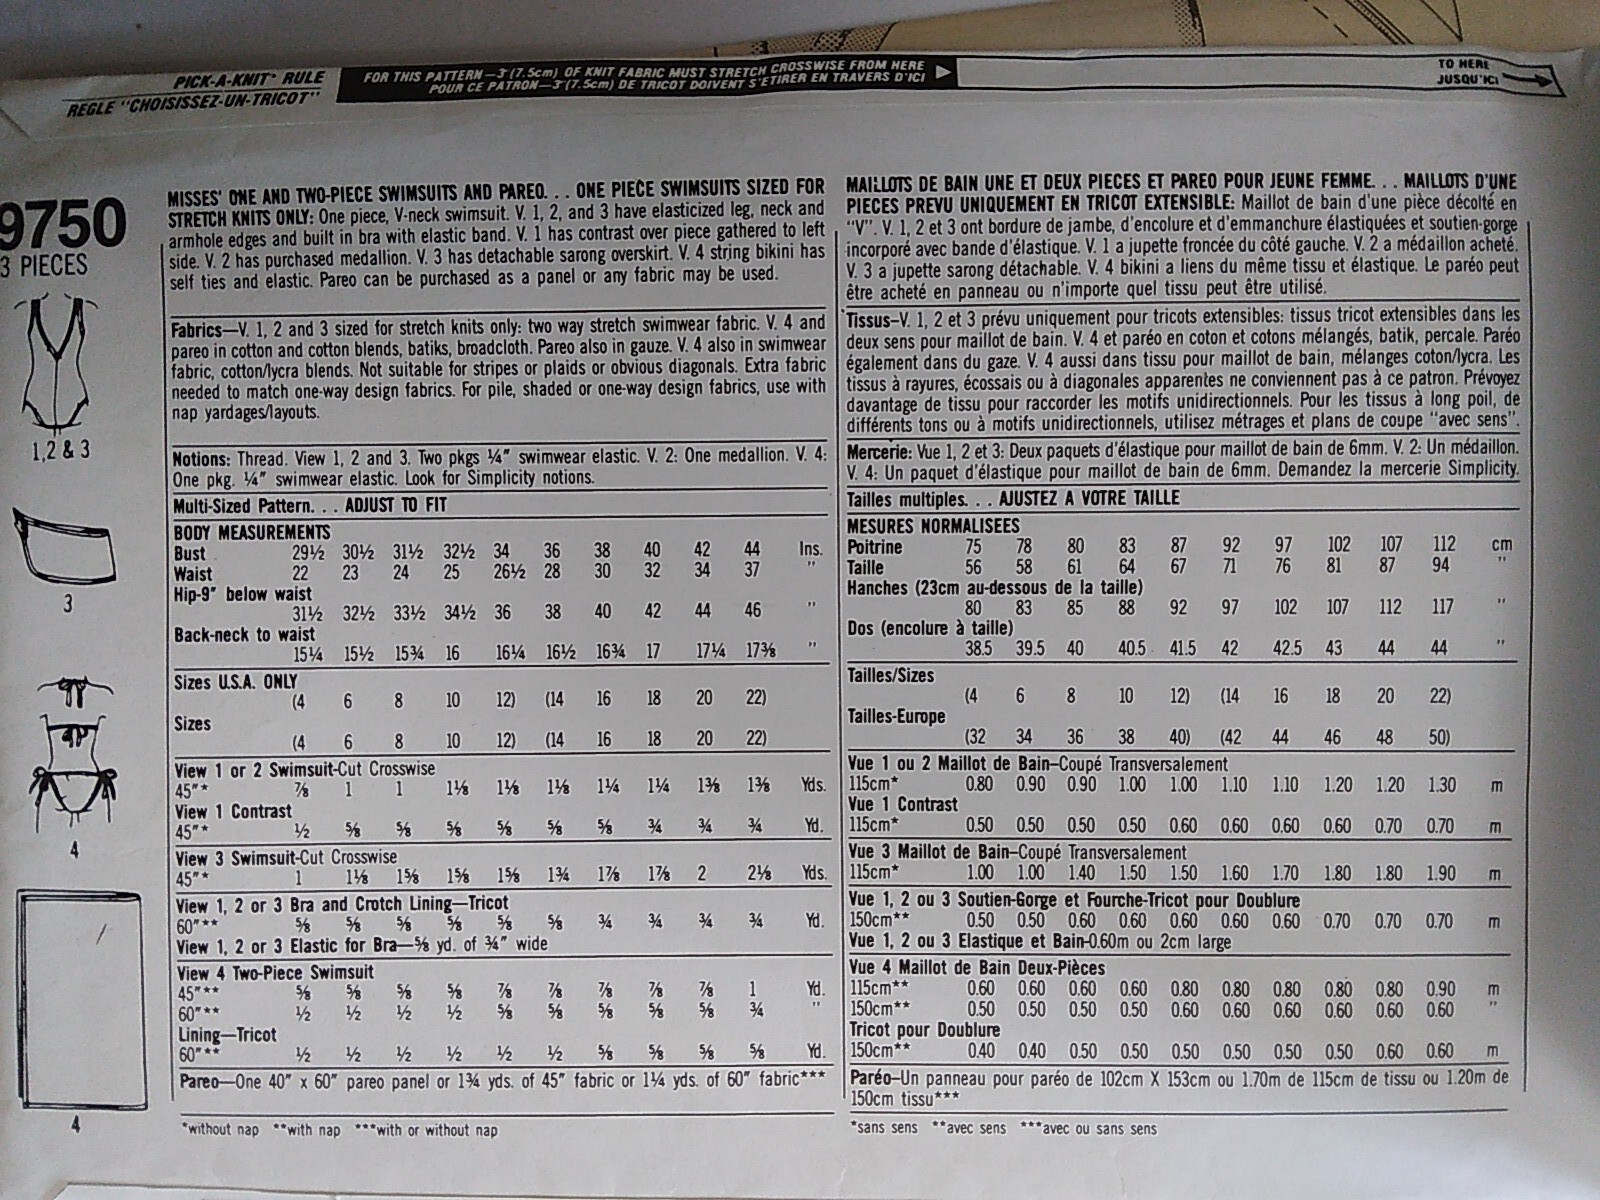 PICK-A-KNIT® RULE
REGLE "CHOISISSEZ-UN-TRICOT"
FOR THIS PATTERN—3"(7.5cm) OF KNIT FABRIC MUST STRETCH CROSSWISE FROM HERE
POUR CE PATRON—3"(7.5cm) DE TRICOT DOIVENT S'ETIRER EN TRAVERS D'ICI
TO HERE
JUSQU'ICI
9750
3 PIECES
1,2 & 3
3
4
4
MISSES' ONE AND TWO-PIECE SWIMSUITS AND PAREO. . . ONE PIECE SWIMSUITS SIZED FOR
STRETCH KNITS ONLY: One piece, V-neck swimsuit. V. 1, 2, and 3 have elasticized leg, neck and
armhole edges and built in bra with elastic band. V. 1 has contrast over piece gathered to left
side. V. 2 has purchased medallion. V. 3 has detachable sarong overskirt. V. 4 string bikini has
self ties and elastic. Pareo can be purchased as a panel or any fabric may be used.
Fabrics—V. 1, 2 and 3 sized for stretch knits only: two way stretch swimwear fabric. V. 4 and
pareo in cotton and cotton blends, batiks, broadcloth. Pareo also in gauze. V. 4 also in swimwear
fabric, cotton/lycra blends. Not suitable for stripes or plaids or obvious diagonals. Extra fabric
needed to match one-way design fabrics. For pile, shaded or one-way design fabrics, use with
nap yardages/layouts.
Notions: Thread. View 1, 2 and 3. Two pkgs ¼" swimwear elastic. V. 2: One medallion. V. 4:
One pkg. ¼" swimwear elastic. Look for Simplicity notions.
Multi-Sized Pattern. . . ADJUST TO FIT
BODY MEASUREMENTS
Bust 29½ 30½ 31½ 32½ 34 36 38 40 42 44 Ins.
Waist 22 23 24 25 26½ 28 30 32 34 37 "
Hip-9" below waist
31½ 32½ 33½ 34½ 36 38 40 42 44 46 "
Back-neck to waist
15¼ 15½ 15¾ 16 16¼ 16½ 16¾ 17 17¼ 17⅜ "
Sizes U.S.A. ONLY
(4 6 8 10 12) (14 16 18 20 22)
Sizes
(4 6 8 10 12) (14 16 18 20 22)
View 1 or 2 Swimsuit-Cut Crosswise
45"* ⅞ 1 1 1⅛ 1⅛ 1⅛ 1¼ 1¼ 1⅜ 1⅜ Yds.
View 1 Contrast
45"* ½ ⅝ ⅝ ⅝ ⅝ ⅝ ⅝ ¾ ¾ ¾ Yd.
View 3 Swimsuit-Cut Crosswise
45"* 1 1⅛ 1⅝ 1⅝ 1⅝ 1¾ 1⅞ 1⅞ 2 2⅛ Yds.
View 1, 2 or 3 Bra and Crotch Lining—Tricot
60"** ⅝ ⅝ ⅝ ⅝ ⅝ ⅝ ¾ ¾ ¾ ¾ Yd.
View 1, 2 or 3 Elastic for Bra—⅝ yd. of ¾" wide
View 4 Two-Piece Swimsuit
45"** ⅝ ⅝ ⅝ ⅝ ⅞ ⅞ ⅞ ⅞ ⅞ 1 Yd.
60"** ½ ½ ½ ½ ⅝ ⅝ ⅝ ⅝ ⅝ ¾ "
Lining—Tricot
60"** ½ ½ ½ ½ ½ ½ ⅝ ⅝ ⅝ ⅝ Yd.
Pareo—One 40" x 60" pareo panel or 1¾ yds. of 45" fabric or 1¼ yds. of 60" fabric***
*without nap **with nap ***with or without nap
MAILLOTS DE BAIN UNE ET DEUX PIECES ET PAREO POUR JEUNE FEMME. . . MAILLOTS D'UNE
PIECES PREVU UNIQUEMENT EN TRICOT EXTENSIBLE: Maillot de bain d'une pièce décolté en
"V". V. 1, 2 et 3 ont bordure de jambe, d'encolure et d'emmanchure élastiquées et soutien-gorge
incorporé avec bande d'élastique. V. 1 a jupette froncée du côté gauche. V. 2 a médaillon acheté.
V. 3 a jupette sarong détachable. V. 4 bikini a liens du même tissu et élastique. Le paréo peut
être acheté en panneau ou n'importe quel tissu peut être utilisé.
Tissus–V. 1, 2 et 3 prévu uniquement pour tricots extensibles: tissus tricot extensibles dans les
deux sens pour maillot de bain. V. 4 et paréo en coton et cotons mélangés, batik, percale. Paréo
également dans du gaze. V. 4 aussi dans tissu pour maillot de bain, mélanges coton/lycra. Les
tissus à rayures, écossais ou à diagonales apparentes ne conviennent pas à ce patron. Prévoyez
davantage de tissu pour raccorder les motifs unidirectionnels. Pour les tissus à long poil, de
différents tons ou à motifs unidirectionnels, utilisez métrages et plans de coupe "avec sens".
Mercerie: Vue 1, 2 et 3: Deux paquets d'élastique pour maillot de bain de 6mm. V. 2: Un médaillon.
V. 4: Un paquet d'élastique pour maillot de bain de 6mm. Demandez la mercerie Simplicity.
Tailles multiples. . . AJUSTEZ A VOTRE TAILLE
MESURES NORMALISEES
Poitrine 75 78 80 83 87 92 97 102 107 112 cm
Taille 56 58 61 64 67 71 76 81 87 94 "
Hanches (23cm au-dessous de la taille)
80 83 85 88 92 97 102 107 112 117 "
Dos (encolure à taille)
38.5 39.5 40 40.5 41.5 42 42.5 43 44 44 "
Tailles/Sizes
(4 6 8 10 12) (14 16 18 20 22)
Tailles-Europe
(32 34 36 38 40) (42 44 46 48 50)
Vue 1 ou 2 Maillot de Bain–Coupé Transversalement
115cm* 0.80 0.90 0.90 1.00 1.00 1.10 1.10 1.20 1.20 1.30 m
Vue 1 Contrast
115cm* 0.50 0.50 0.50 0.50 0.60 0.60 0.60 0.60 0.70 0.70 m
Vue 3 Maillot de Bain–Coupé Transversalement
115cm* 1.00 1.00 1.40 1.50 1.50 1.60 1.70 1.80 1.80 1.90 m
Vue 1, 2 ou 3 Soutien-Gorge et Fourche-Tricot pour Doublure
150cm** 0.50 0.50 0.60 0.60 0.60 0.60 0.60 0.70 0.70 0.70 m
Vue 1, 2 ou 3 Elastique et Bain-0.60m ou 2cm large
Vue 4 Maillot de Bain Deux-Pièces
115cm** 0.60 0.60 0.60 0.60 0.80 0.80 0.80 0.80 0.80 0.90 m
150cm** 0.50 0.50 0.50 0.50 0.60 0.60 0.60 0.60 0.60 0.60 "
Tricot pour Doublure
150cm** 0.40 0.40 0.50 0.50 0.50 0.50 0.50 0.50 0.60 0.60 m
Paréo–Un panneau pour paréo de 102cm X 153cm ou 1.70m de 115cm de tissu ou 1.20m de
150cm tissu***
*sans sens **avec sens ***avec ou sans sens